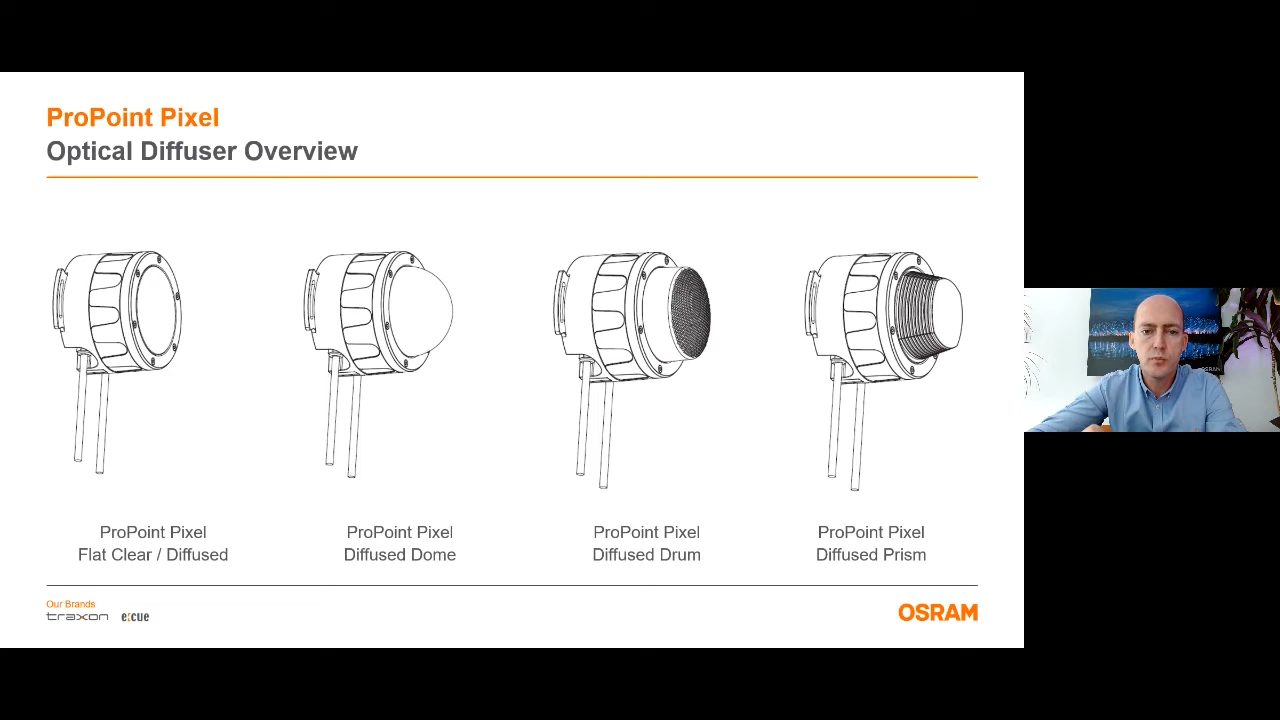 ProPoint Pixel
Optical Diffuser Overview
ProPoint Pixel
Flat Clear / Diffused
ProPoint Pixel
Diffused Dome
ProPoint Pixel
Diffused Drum
ProPoint Pixel
Diffused Prism
Our Brands
traxon e:cue
OSRAM
OSRAM